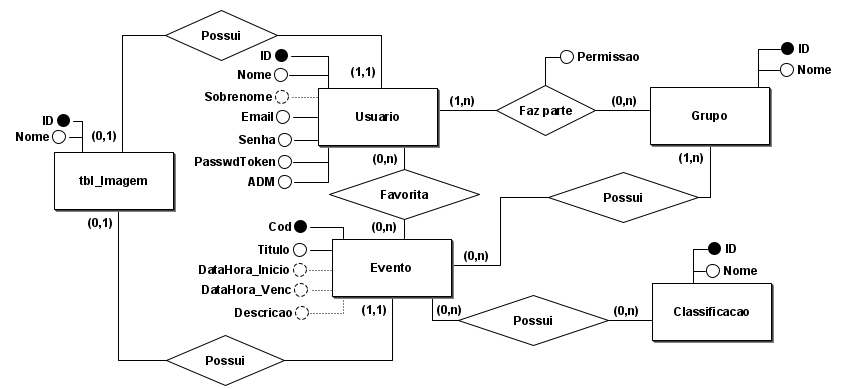 Possui
ID
Nome
Sobrenome
Email
Senha
PasswdToken
ADM
(1,1)
Usuario
(1,n)
Permissao
Faz parte
(0,n)
ID
Nome
Grupo
ID
Nome
(0,1)
tbl_Imagem
(0,1)
(0,n)
Favorita
(0,n)
(1,n)
Possui
(0,n)
Cod
Titulo
DataHora_Inicio
DataHora_Venc
Descricao
Evento
(1,1)
(0,n)
Possui
(0,n)
ID
Nome
Classificacao
Possui